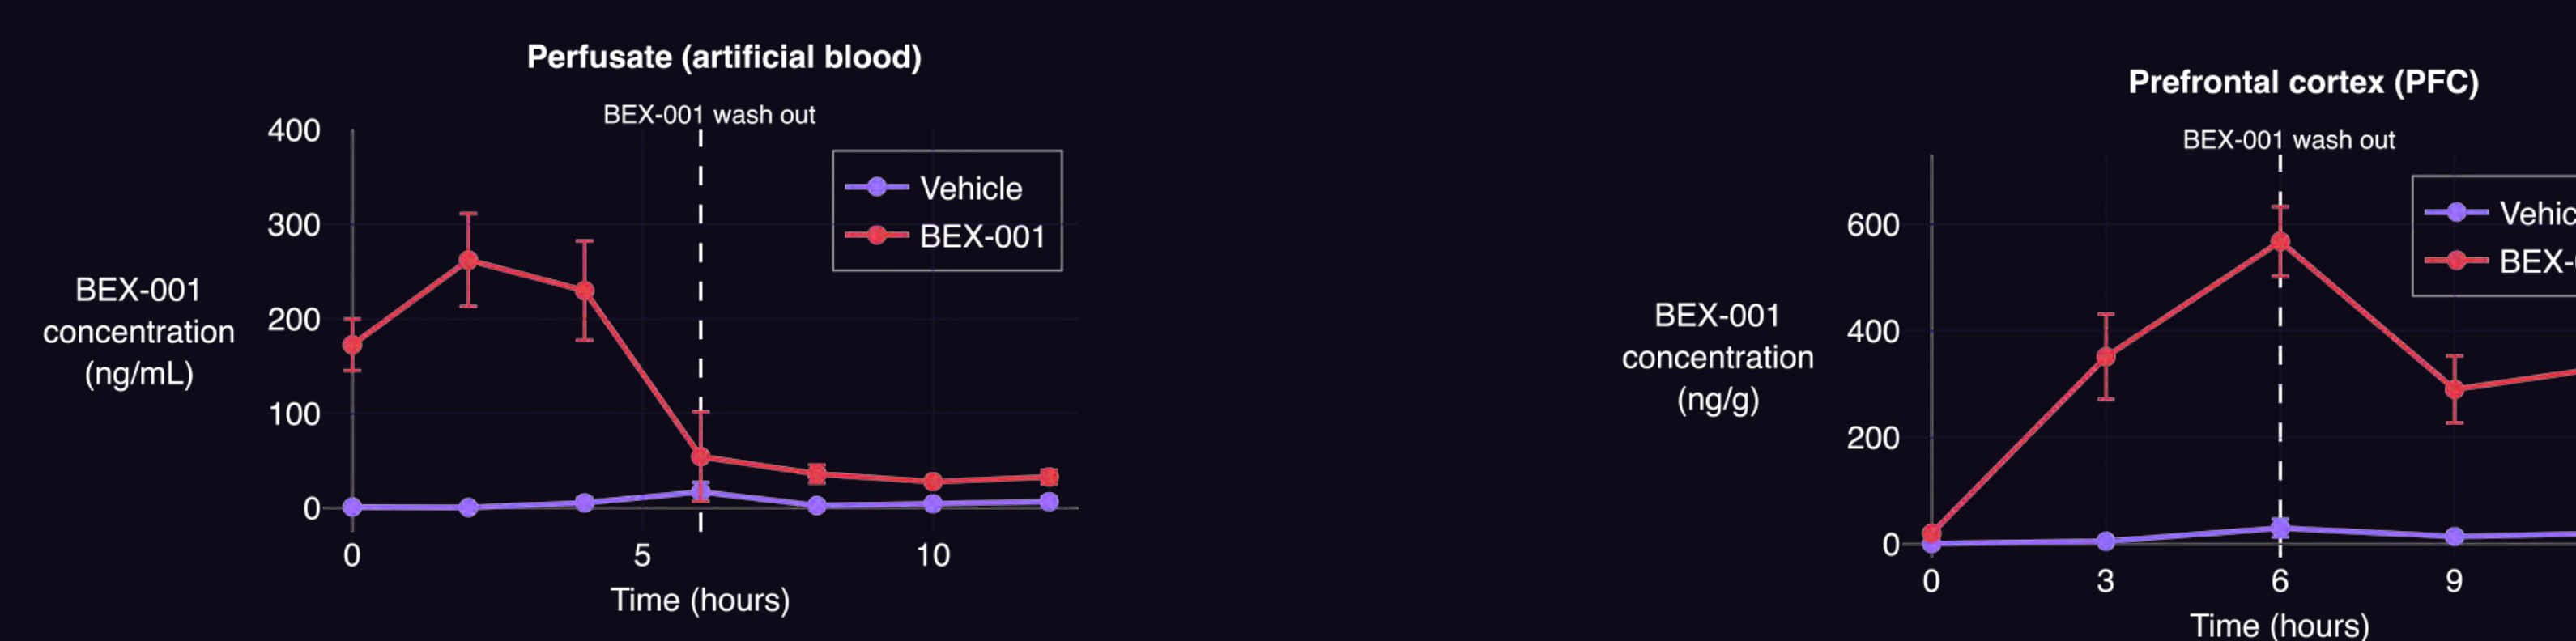 Perfusate (artificial blood)
BEX-001 wash out
400
300
200
100
0
BEX-001
concentration
(ng/mL)
Vehicle
BEX-001
0 5 10
Time (hours)
Prefrontal cortex (PFC)
BEX-001 wash out
600
400
200
0
BEX-001
concentration
(ng/g)
Vehic
BEX-
0 3 6 9
Time (hours)